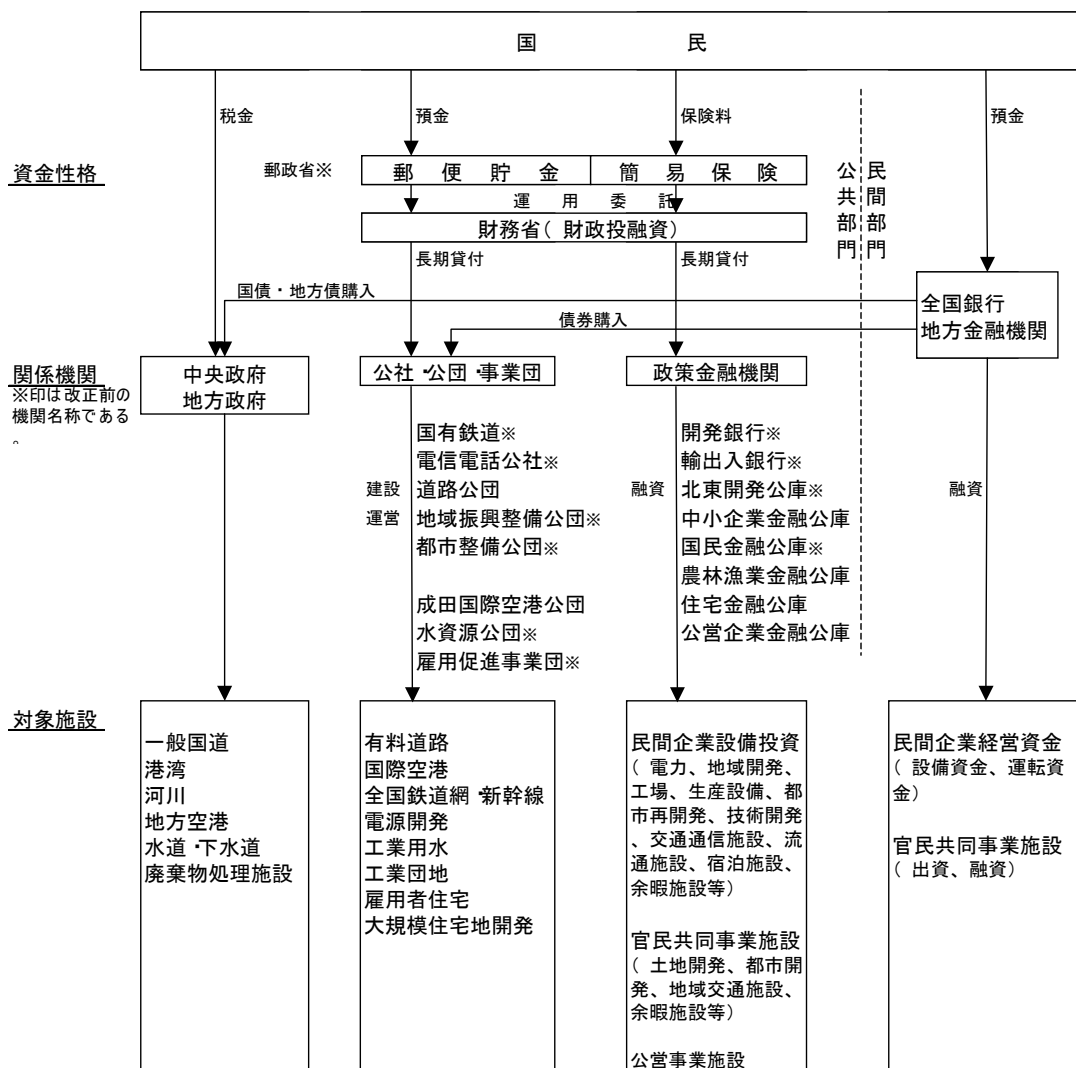 国 民
税金
預金
保険料
預金
資金性格
郵政省※
郵便貯金
簡易保険
公共部門
民間部門
運用委託
財務省( 財政投融資)
長期貸付
長期貸付
国債・地方債購入
全国銀行
地方金融機関
債券購入
関係機関
※印は改正前の
機関名称である
。
中央政府
地方政府
公社・公団・事業団
政策金融機関
国有鉄道※
電信電話公社※
建設
道路公団
運営
地域振興整備公団※
都市整備公団※
成田国際空港公団
水資源公団※
雇用促進事業団※
開発銀行※
輸出入銀行※
融資
北東開発公庫※
中小企業金融公庫
国民金融公庫※
農林漁業金融公庫
住宅金融公庫
公営企業金融公庫
融資
対象施設
一般国道
港湾
河川
地方空港
水道・下水道
廃棄物処理施設
有料道路
国際空港
全国鉄道網・新幹線
電源開発
工業用水
工業団地
雇用者住宅
大規模住宅地開発
民間企業設備投資
( 電力、地域開発、
工場、生産設備、都
市再開発、技術開発
、交通通信施設、流
通施設、宿泊施設、
余暇施設等)
官民共同事業施設
( 土地開発、都市開
発、地域交通施設、
余暇施設等)
公営事業施設
民間企業経営資金
( 設備資金、運転資
金)
官民共同事業施設
( 出資、融資)